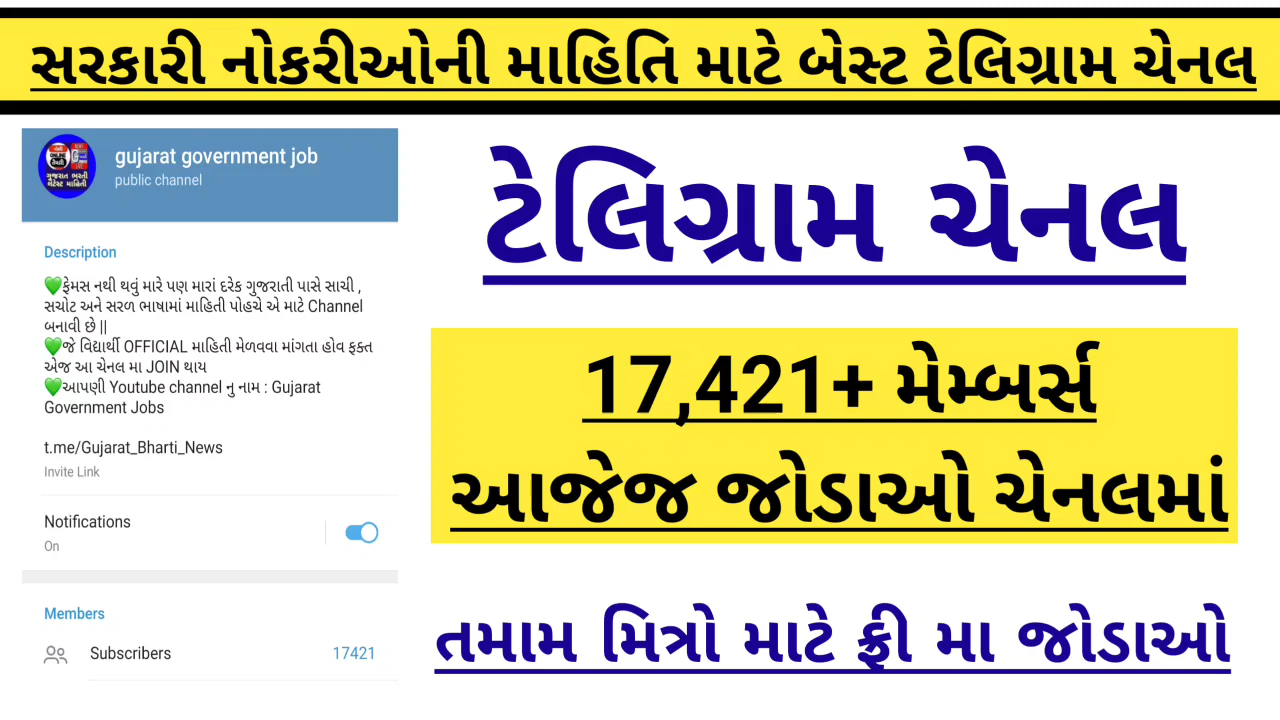 સરકારી નોકરીઓની માહિતિ માટે બેસ્ટ ટેલિગ્રામ ચેનલ
gujarat government job
public channel
Description
💚ફેમસ નથી થવું મારે પણ મારાં દરેક ગુજરાતી પાસે સાચી ,
સચોટ અને સરળ ભાષામાં માહિતી પોહચે એ માટે Channel
બનાવી છે ||
💚જે વિદ્યાર્થી OFFICIAL માહિતી મેળવવા માંગતા હોવ ફક્ત
એજ આ ચેનલ મા JOIN થાય
💚આપણી Youtube channel નુ નામ : Gujarat
Government Jobs
t.me/Gujarat_Bharti_News
Invite Link
Notifications
On
Members
Subscribers 17421
ટેલિગ્રામ ચેનલ
17,421+ મેમ્બર્સ
આજેજ જોડાઓ ચેનલમાં
તમામ મિત્રો માટે ફ્રી મા જોડાઓ